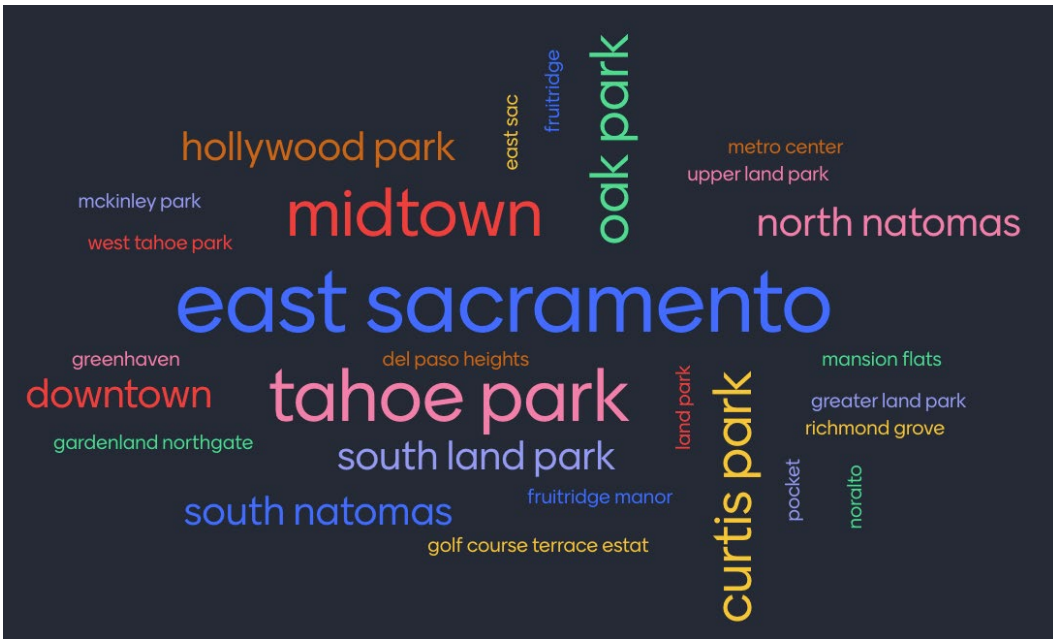 oak park
fruitridge
east sac
hollywood park
metro center
upper land park
mckinley park
midtown
north natomas
west tahoe park
east sacramento
greenhaven
del paso heights
mansion flats
downtown
tahoe park
land park
curtis park
greater land park
richmond grove
gardenland northgate
south land park
pocket
noralto
south natomas
fruitridge manor
golf course terrace estat